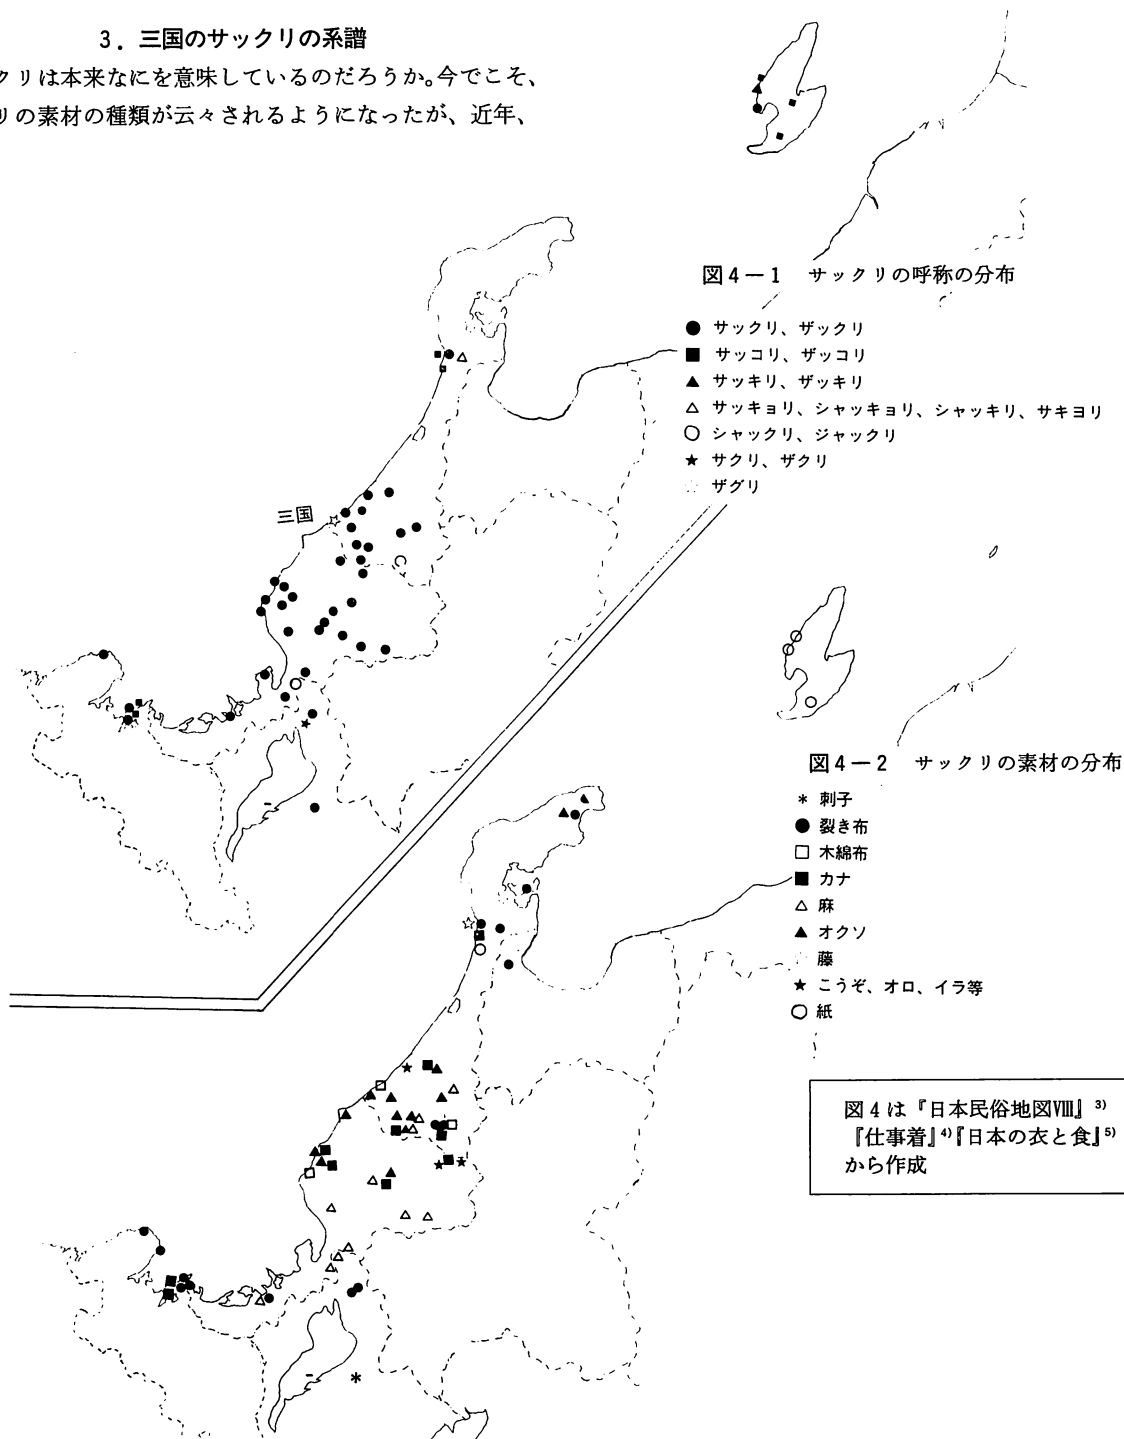 3．三国のサックリの系譜
クリは本来なにを意味しているのだろうか。今でこそ、
リの素材の種類が云々されるようになったが、近年、
図4－1　サックリの呼称の分布
● サックリ、ザックリ
■ サッコリ、ザッコリ
▲ サッキリ、ザッキリ
△ サッキョリ、シャッキョリ、シャッキリ、サキヨリ
○ シャックリ、ジャックリ
★ サクリ、ザクリ
☆ ザグリ
三国
図4－2　サックリの素材の分布
* 刺子
● 裂き布
□ 木綿布
■ カナ
△ 麻
▲ オクソ
☆ 藤
★ こうぞ、オロ、イラ等
○ 紙
図4は『日本民俗地図Ⅷ』3)
『仕事着』4)『日本の衣と食』5)
から作成